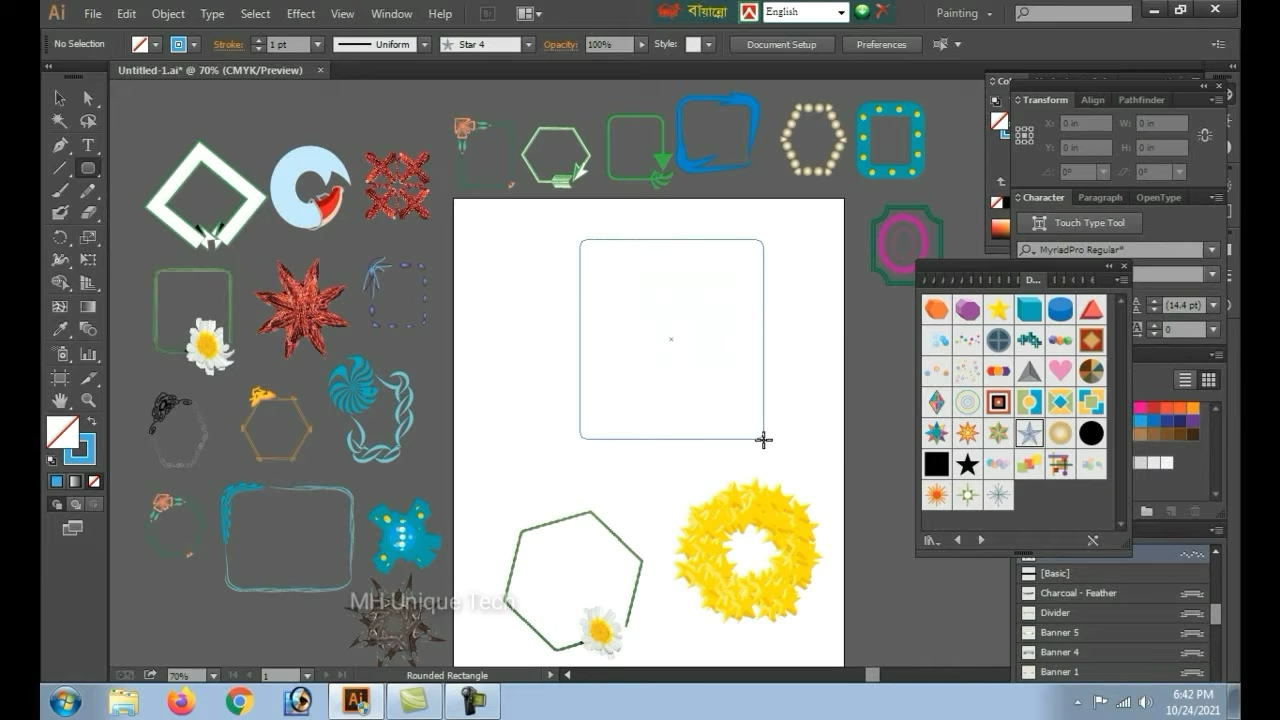 Ai File Edit Object Type Select Effect View Window Help Br বায়ান্নো English Painting
No Selection Stroke: 1 pt Uniform Star 4 Opacity: 100% Style: Document Setup Preferences
Untitled-1.ai* @ 70% (CMYK/Preview)
Transform Align Pathfinder
X: 0 in W: 0 in
Y: 0 in H: 0 in
0° 0°
Character Paragraph OpenType
Touch Type Tool
MyriadPro Regular*
D...
(14.4 pt)
0
[Basic]
Charcoal - Feather
Divider
Banner 5
Banner 4
Banner 1
MH Unique Tech
70% 1 Rounded Rectangle
Ai
6:42 PM
10/24/2021